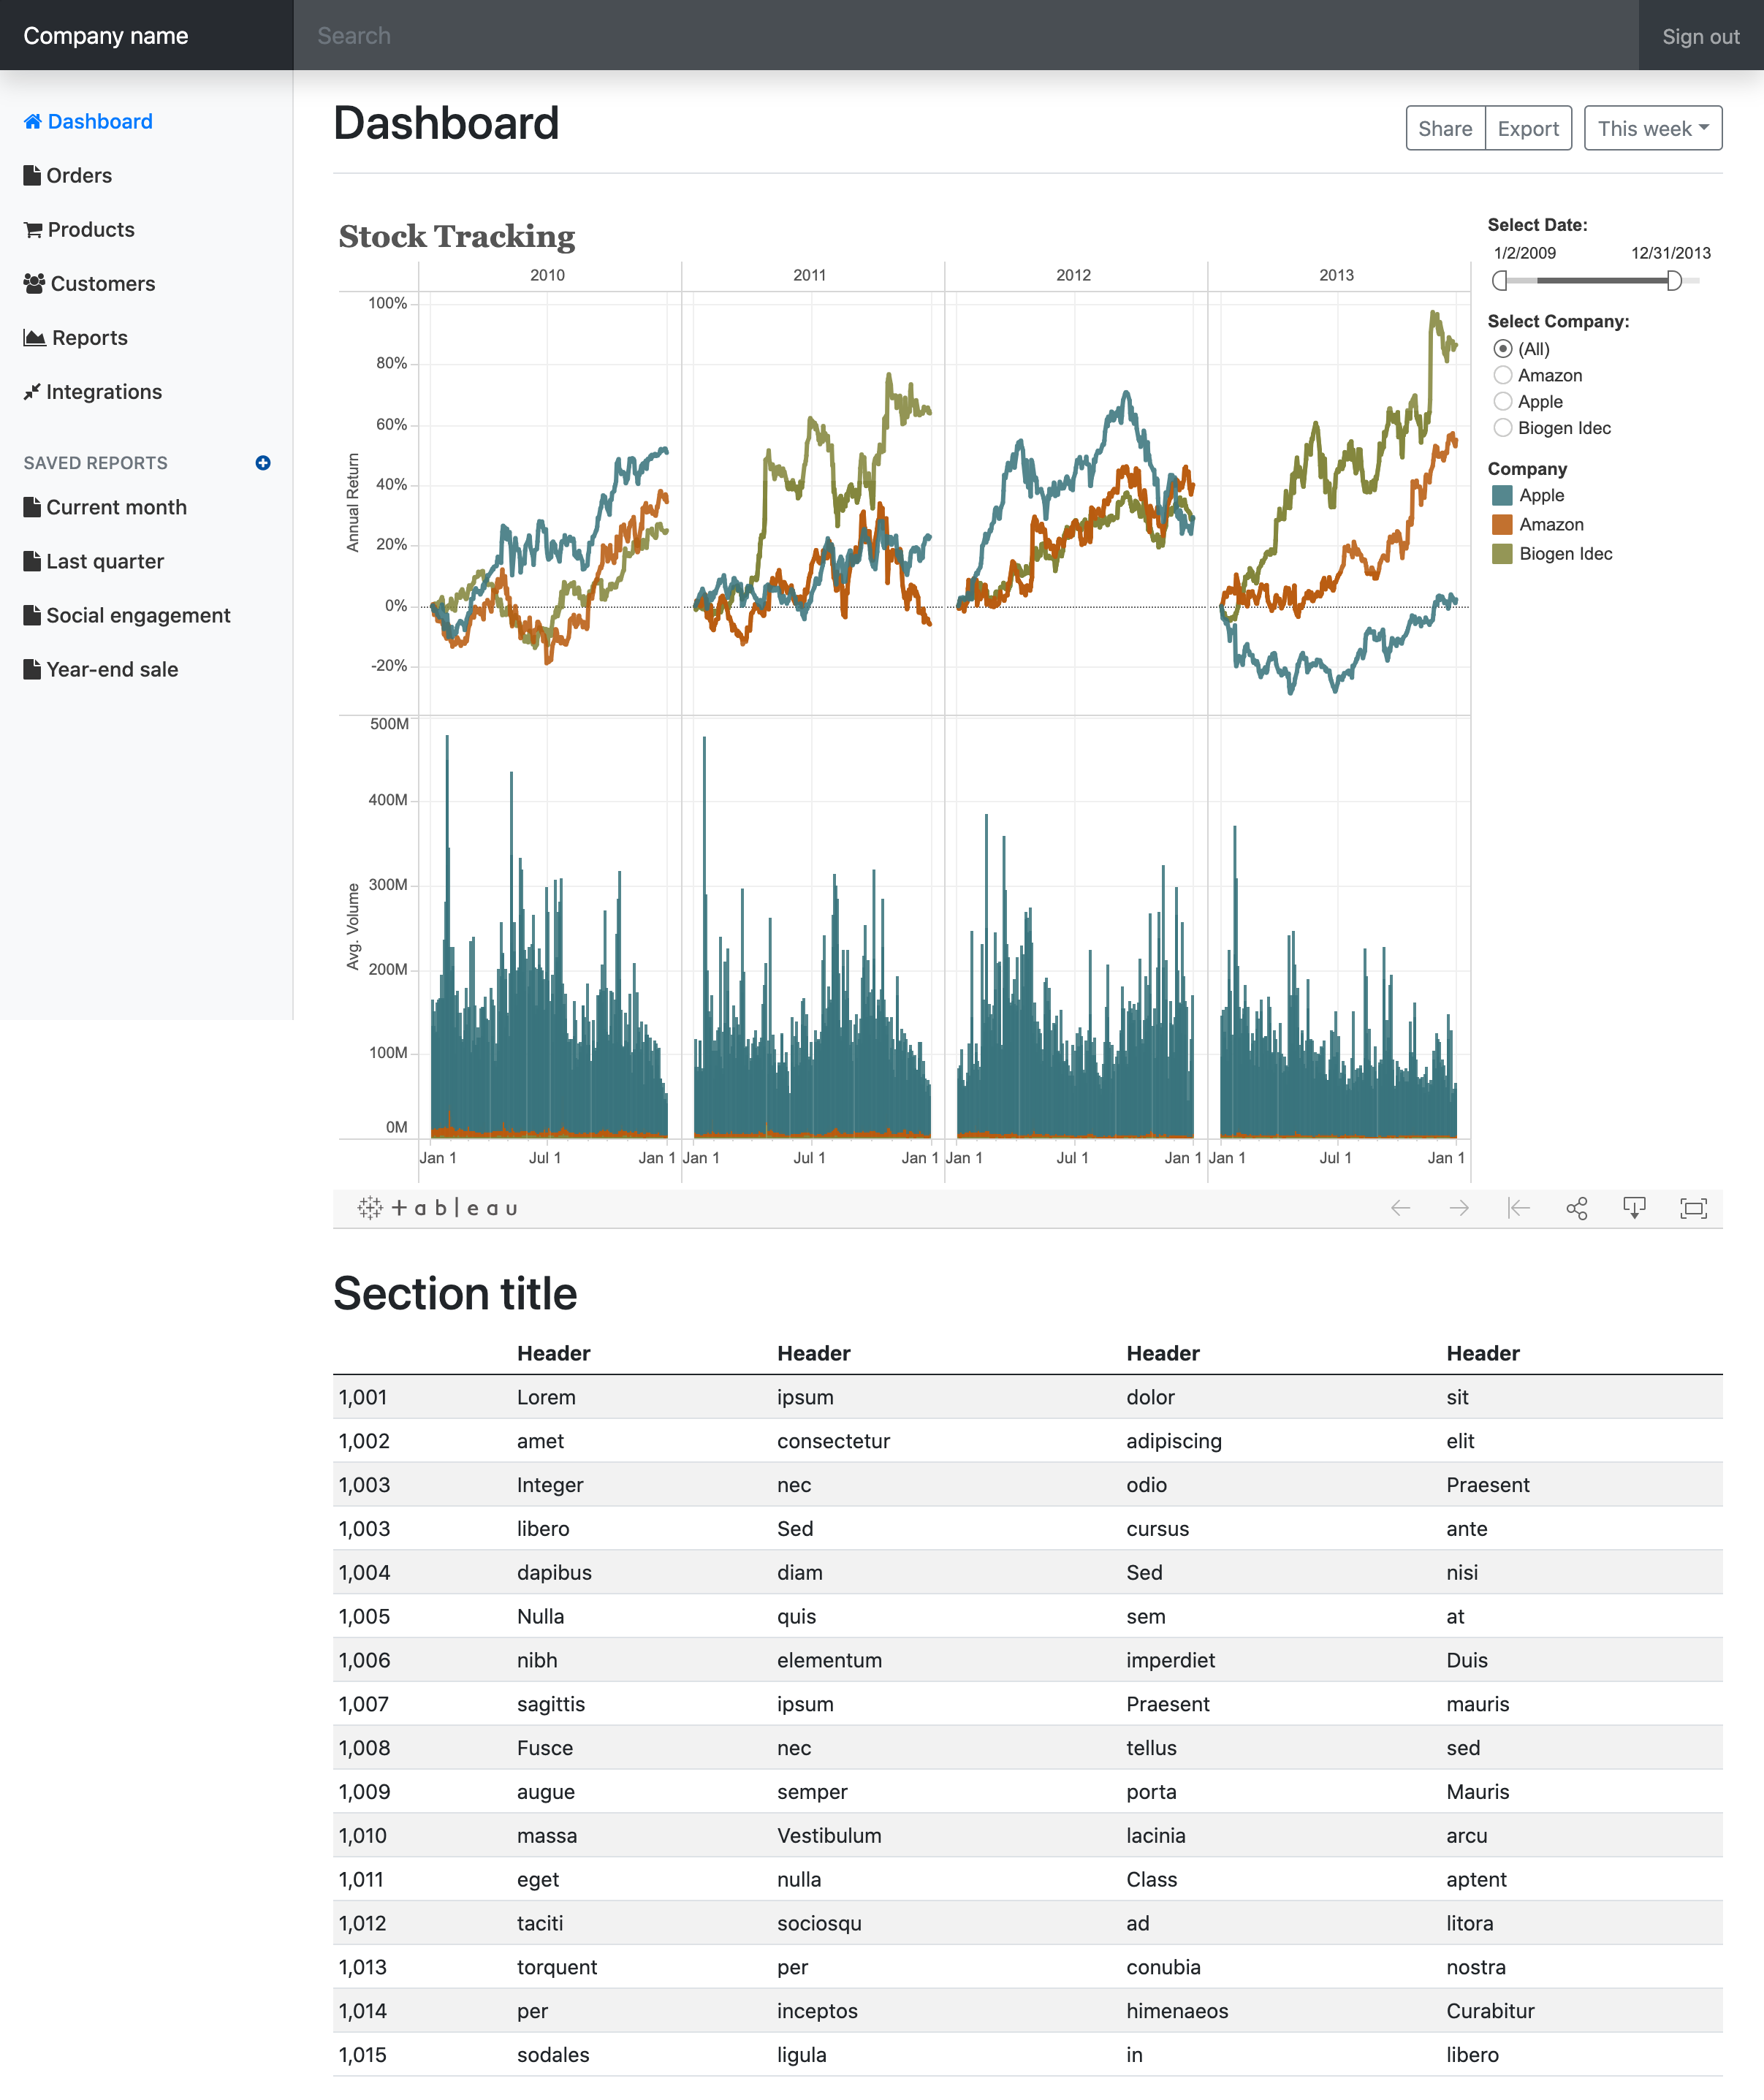 Company name
Search
Sign out
Dashboard
Orders
Products
Customers
Reports
Integrations
SAVED REPORTS
Current month
Last quarter
Social engagement
Year-end sale
Dashboard
Share
Export
This week
Stock Tracking
2010 2011 2012 2013
Annual Return
100%
80%
60%
40%
20%
0%
-20%
Avg. Volume
500M
400M
300M
200M
100M
0M
Jan 1 Jul 1 Jan 1 Jan 1 Jul 1 Jan 1 Jan 1 Jul 1 Jan 1 Jan 1 Jul 1 Jan 1
Select Date:
1/2/2009 12/31/2013
Select Company:
(All)
Amazon
Apple
Biogen Idec
Company
Apple
Amazon
Biogen Idec
+ableau
Section title
Header Header Header Header
1,001 Lorem ipsum dolor sit
1,002 amet consectetur adipiscing elit
1,003 Integer nec odio Praesent
1,003 libero Sed cursus ante
1,004 dapibus diam Sed nisi
1,005 Nulla quis sem at
1,006 nibh elementum imperdiet Duis
1,007 sagittis ipsum Praesent mauris
1,008 Fusce nec tellus sed
1,009 augue semper porta Mauris
1,010 massa Vestibulum lacinia arcu
1,011 eget nulla Class aptent
1,012 taciti sociosqu ad litora
1,013 torquent per conubia nostra
1,014 per inceptos himenaeos Curabitur
1,015 sodales ligula in libero